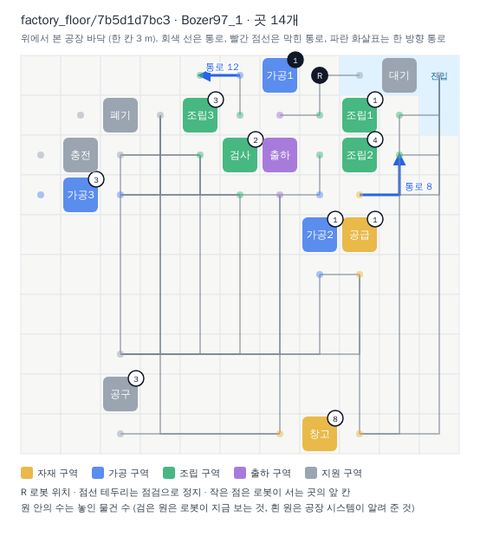 factory_floor/7b5d1d7bc3 · Bozer97_1 · 곳 14개
위에서 본 공장 바닥 (한 칸 3 m). 회색 선은 통로, 빨간 점선은 막힌 통로, 파란 화살표는 한 방향 통로
통로 12
가공1
1
R
대기
폐기
조립3
3
조립1
1
충전
검사
2
출하
조립2
4
가공3
3
통로 8
가공2
1
공급
1
공구
3
창고
8
자재 구역
가공 구역
조립 구역
출하 구역
지원 구역
R 로봇 위치 · 점선 테두리는 점검으로 정지 · 작은 점은 로봇이 서는 곳의 앞 칸
원 안의 수는 놓인 물건 수 (검은 원은 로봇이 지금 보는 것, 흰 원은 공장 시스템이 알려 준 것)